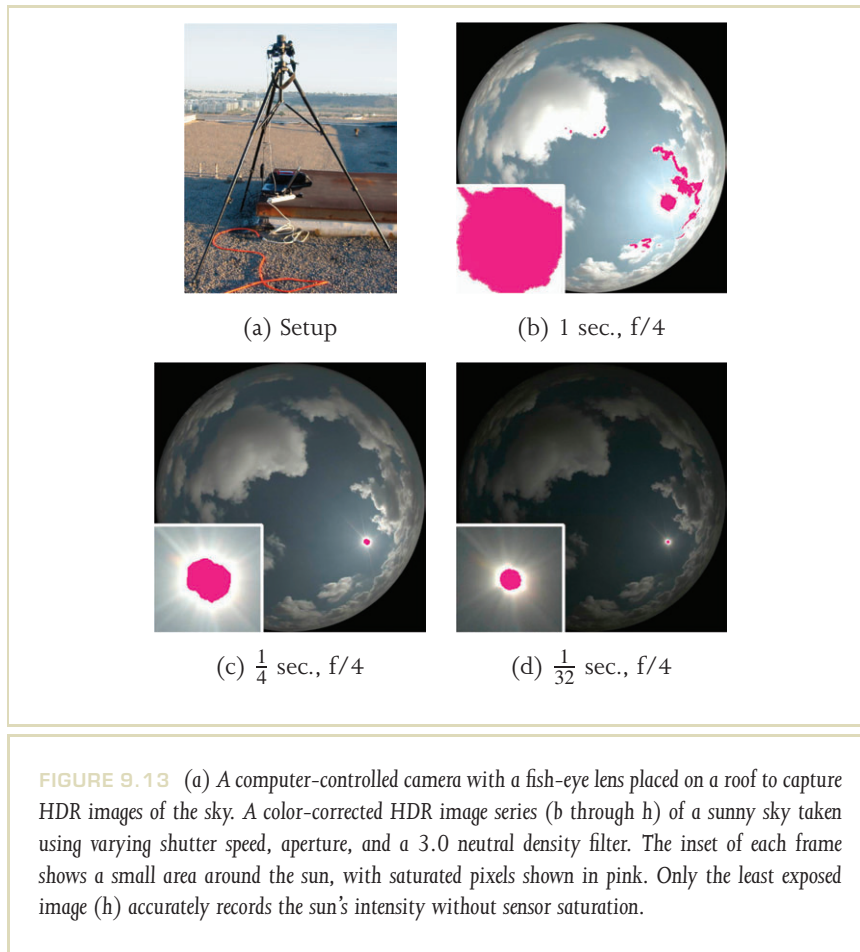 (a) Setup
(b) 1 sec., f/4
(c) 1/4 sec., f/4
(d) 1/32 sec., f/4
FIGURE 9.13 (a) A computer-controlled camera with a fish-eye lens placed on a roof to capture
HDR images of the sky. A color-corrected HDR image series (b through h) of a sunny sky taken
using varying shutter speed, aperture, and a 3.0 neutral density filter. The inset of each frame
shows a small area around the sun, with saturated pixels shown in pink. Only the least exposed
image (h) accurately records the sun's intensity without sensor saturation.